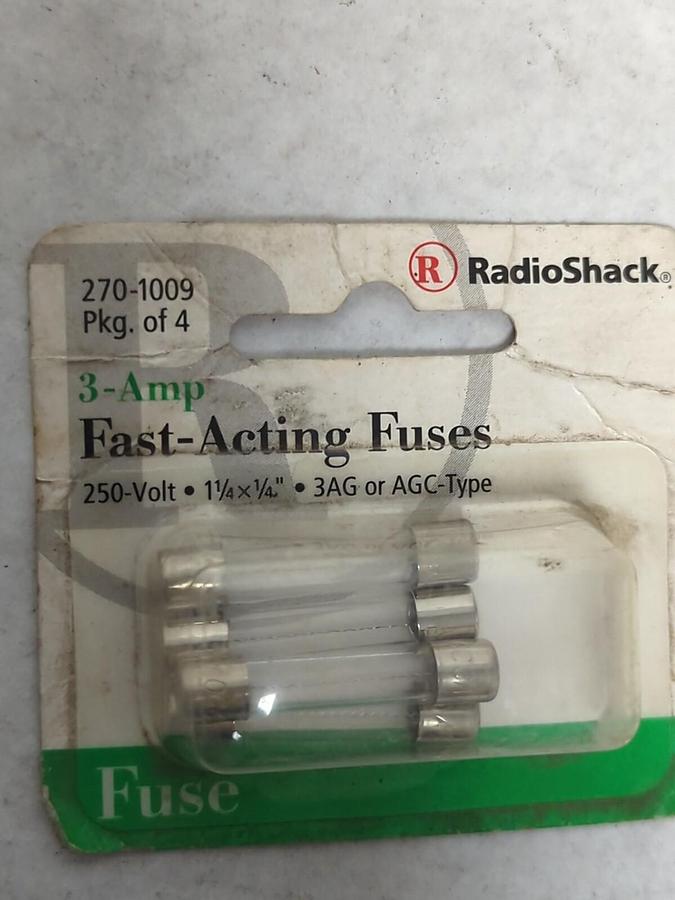 R RadioShack®
270-1009
Pkg. of 4
3-Amp
Fast-Acting Fuses
250-Volt • 1¼×¼" • 3AG or AGC-Type
Fuse